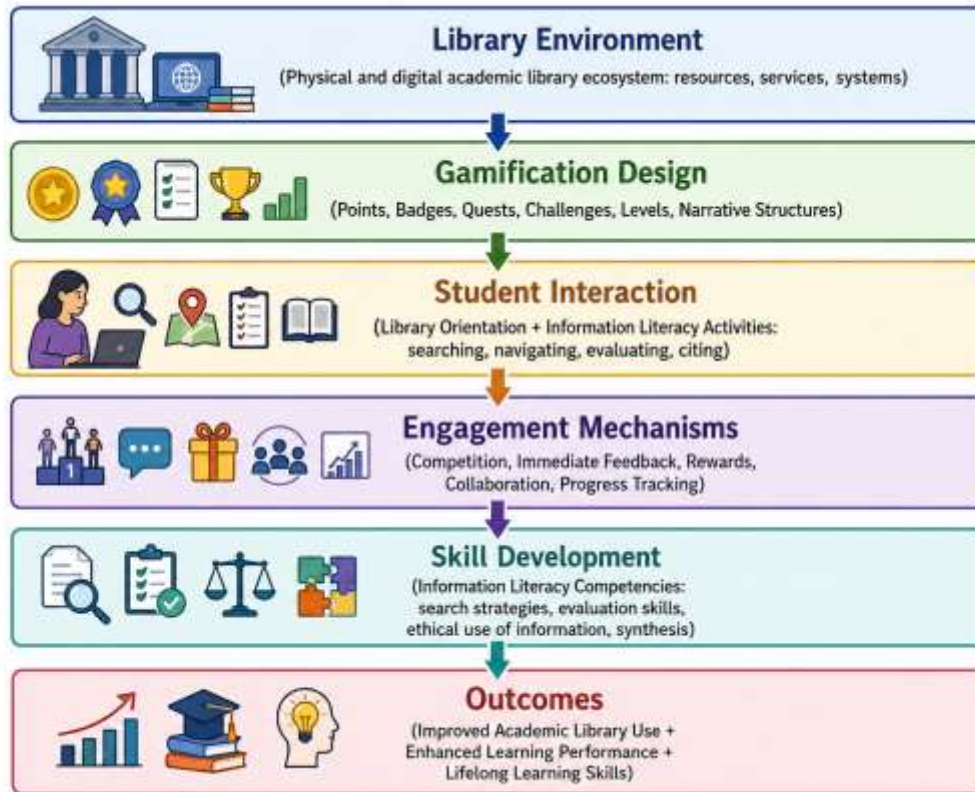 Library Environment
(Physical and digital academic library ecosystem: resources, services, systems)
Gamification Design
(Points, Badges, Quests, Challenges, Levels, Narrative Structures)
Student Interaction
(Library Orientation + Information Literacy Activities:
searching, navigating, evaluating, citing)
1
Engagement Mechanisms
(Competition, Immediate Feedback, Rewards,
Collaboration, Progress Tracking)
Skill Development
(Information Literacy Competencies:
search strategies, evaluation skills,
ethical use of information, synthesis)
Outcomes
(Improved Academic Library Use +
Enhanced Learning Performance +
Lifelong Learning Skills)